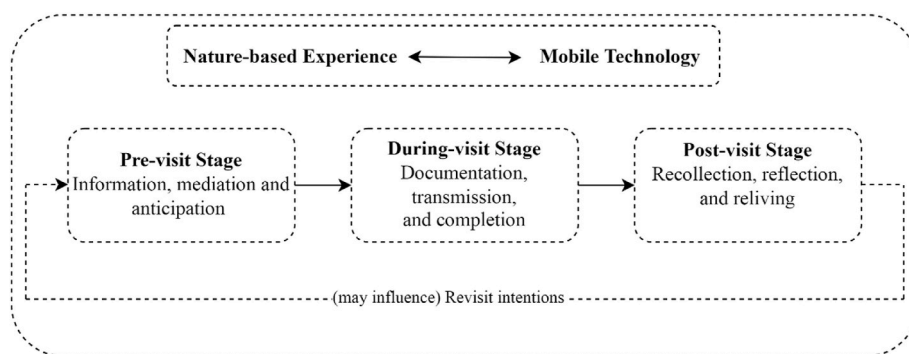 Nature-based Experience Mobile Technology
Pre-visit Stage
Information, mediation and
anticipation
During-visit Stage
Documentation,
transmission,
and completion
Post-visit Stage
Recollection, reflection,
and reliving
(may influence) Revisit intentions